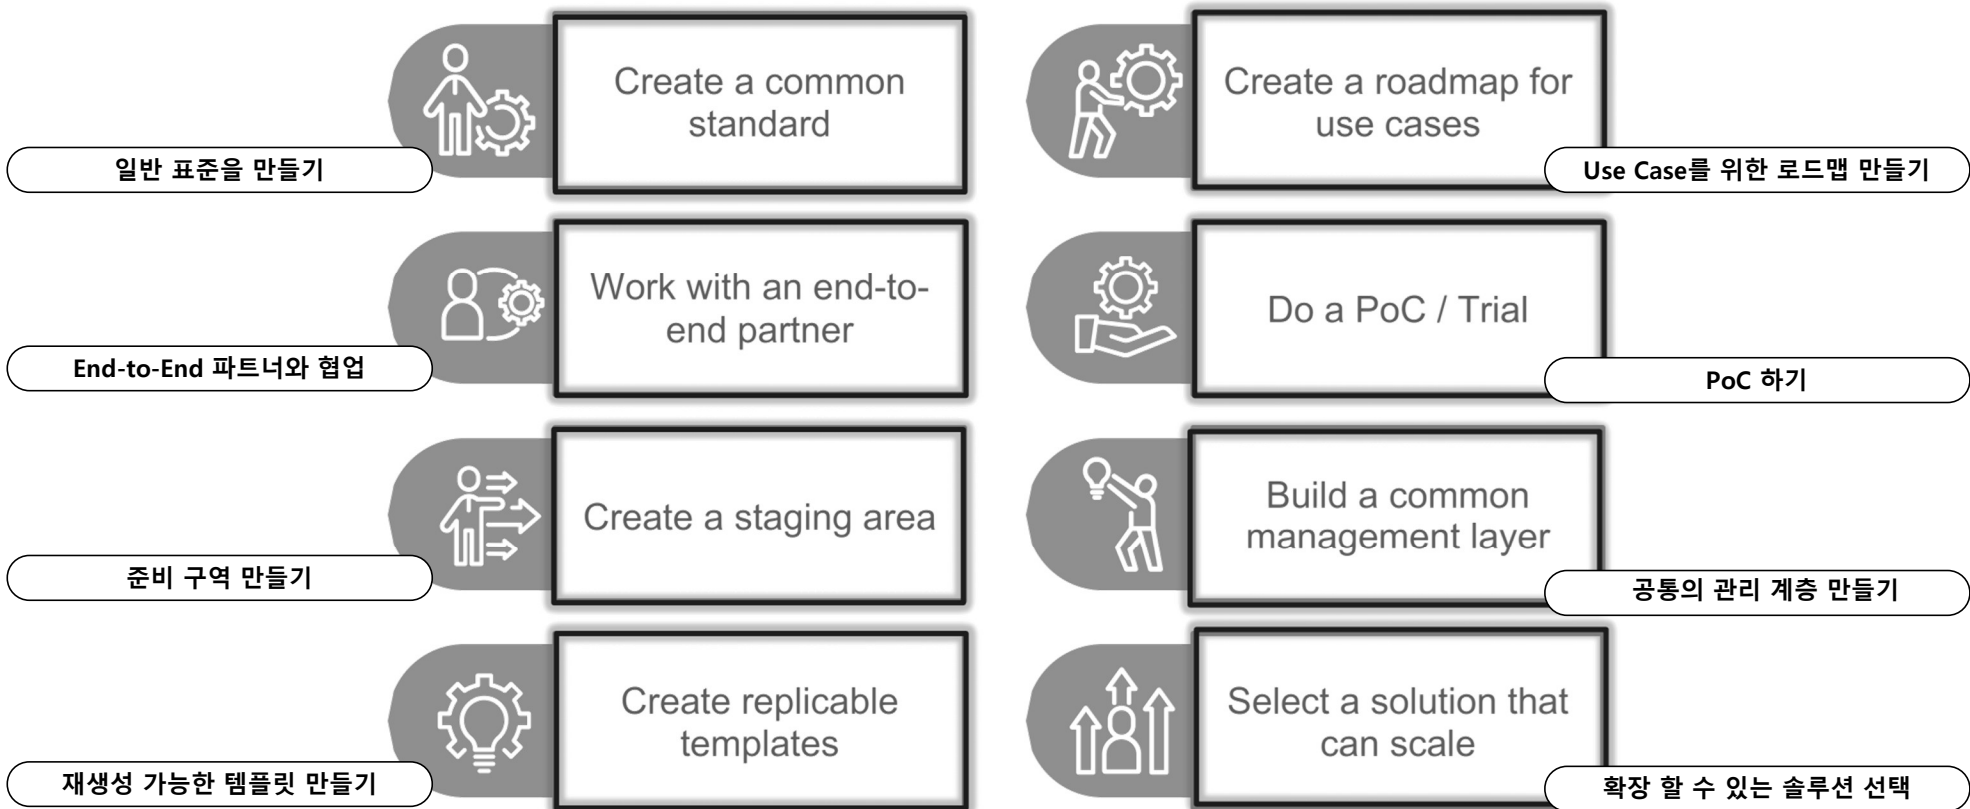 Create a common
standard
일반 표준을 만들기
Create a roadmap for
use cases
Use Case를 위한 로드맵 만들기
Work with an end-to-
end partner
End-to-End 파트너와 협업
Do a PoC / Trial
PoC 하기
Create a staging area
준비 구역 만들기
Build a common
management layer
공통의 관리 계층 만들기
Create replicable
templates
재생성 가능한 템플릿 만들기
Select a solution that
can scale
확장 할 수 있는 솔루션 선택